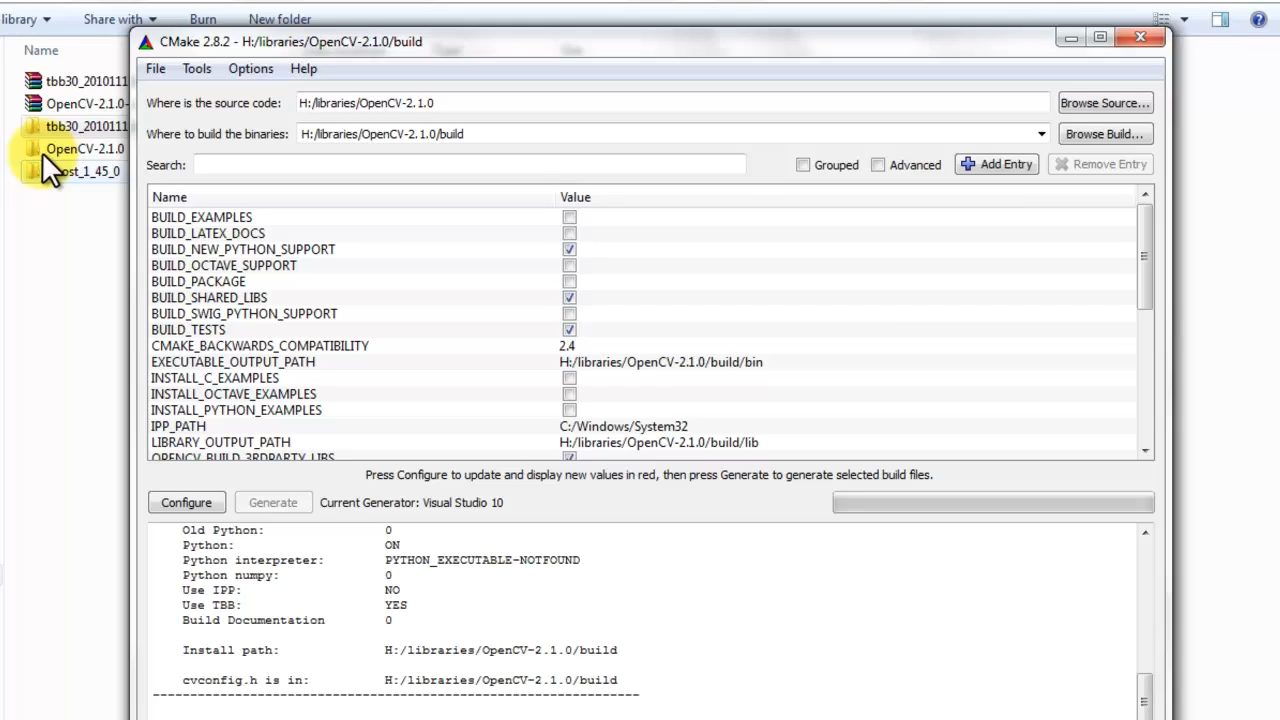 library Share with Burn New folder
Name
tbb30_2010111
OpenCV-2.1.0-
tbb30_2010111
OpenCV-2.1.0
ost_1_45_0
CMake 2.8.2 - H:/libraries/OpenCV-2.1.0/build
File Tools Options Help
Where is the source code: H:/libraries/OpenCV-2.1.0 Browse Source...
Where to build the binaries: H:/libraries/OpenCV-2.1.0/build Browse Build...
Search: Grouped Advanced Add Entry Remove Entry
Name Value
BUILD_EXAMPLES
BUILD_LATEX_DOCS
BUILD_NEW_PYTHON_SUPPORT
BUILD_OCTAVE_SUPPORT
BUILD_PACKAGE
BUILD_SHARED_LIBS
BUILD_SWIG_PYTHON_SUPPORT
BUILD_TESTS
CMAKE_BACKWARDS_COMPATIBILITY 2.4
EXECUTABLE_OUTPUT_PATH H:/libraries/OpenCV-2.1.0/build/bin
INSTALL_C_EXAMPLES
INSTALL_OCTAVE_EXAMPLES
INSTALL_PYTHON_EXAMPLES
IPP_PATH C:/Windows/System32
LIBRARY_OUTPUT_PATH H:/libraries/OpenCV-2.1.0/build/lib
OPENCV_BUILD_3RDPARTY_LIBS
Press Configure to update and display new values in red, then press Generate to generate selected build files.
Configure Generate Current Generator: Visual Studio 10
Old Python: 0
Python: ON
Python interpreter: PYTHON_EXECUTABLE-NOTFOUND
Python numpy: 0
Use IPP: NO
Use TBB: YES
Build Documentation 0
Install path: H:/libraries/OpenCV-2.1.0/build
cvconfig.h is in: H:/libraries/OpenCV-2.1.0/build
------------------------------------------------------------------